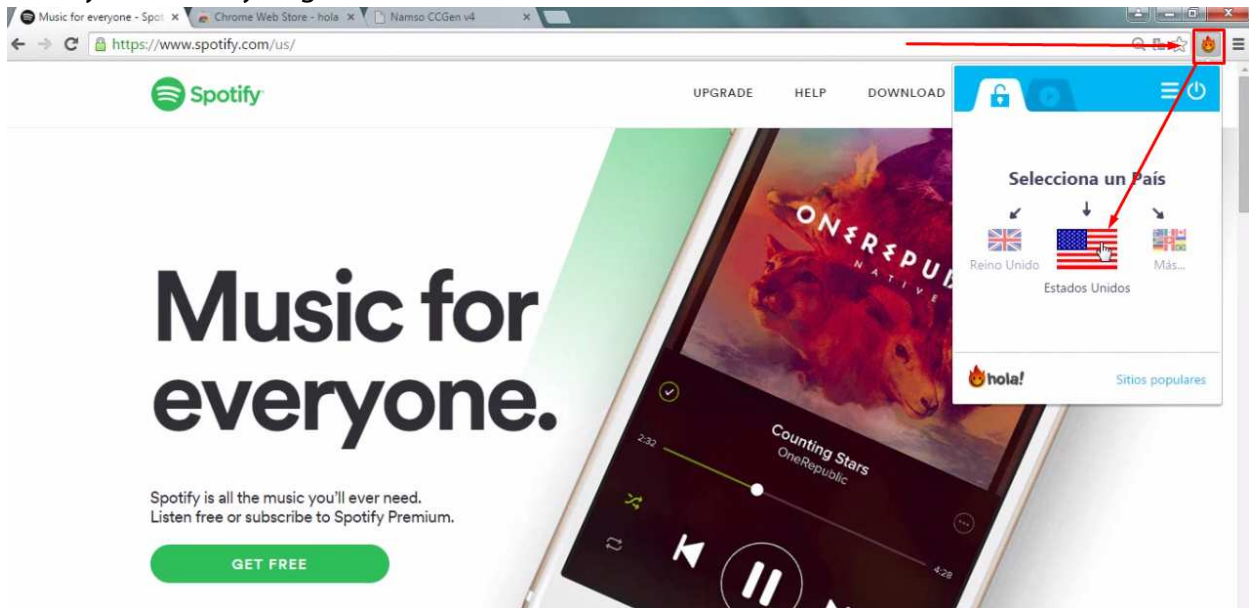 Music for everyone - Spot
Chrome Web Store - hola
Namso CCGen v4
https://www.spotify.com/us/
Spotify
UPGRADE HELP DOWNLOAD
Selecciona un País
Reino Unido
Estados Unidos
Más...
hola!
Sitios populares
Music for
everyone.
Spotify is all the music you'll ever need.
Listen free or subscribe to Spotify Premium.
GET FREE
ONEREPUB
NATIVE
2:32
Counting Stars
OneRepublic
4:28